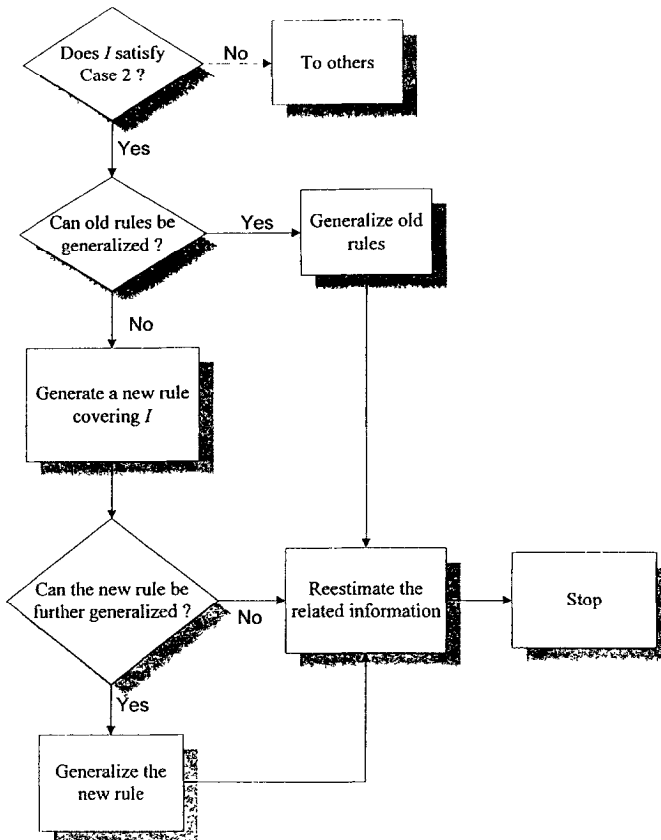 Does I satisfy
Case 2 ?
No
To others
Yes
Can old rules be
generalized ?
Yes
Generalize old
rules
No
Generate a new rule
covering I
Can the new rule be
further generalized ?
No
Reestimate the
related information
Stop
Yes
Generalize the
new rule